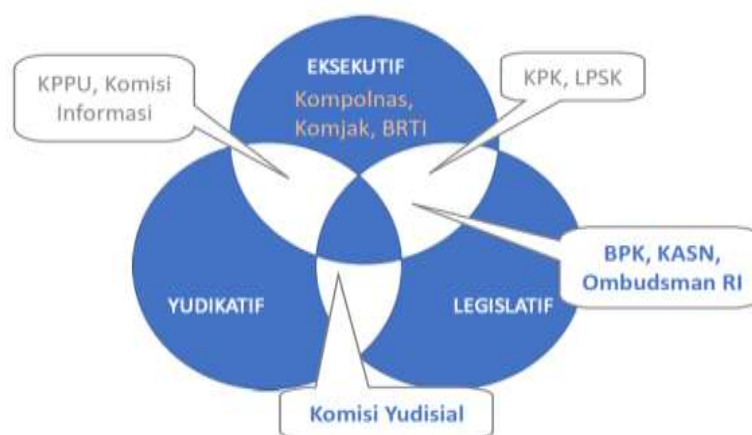 EKSEKUTIF
Kompolnas,
Komjak, BRTI
KPPU, Komisi
Informasi
KPK, LPSK
BPK, KASN,
Ombudsman RI
YUDIKATIF
LEGISLATIF
Komisi Yudisial